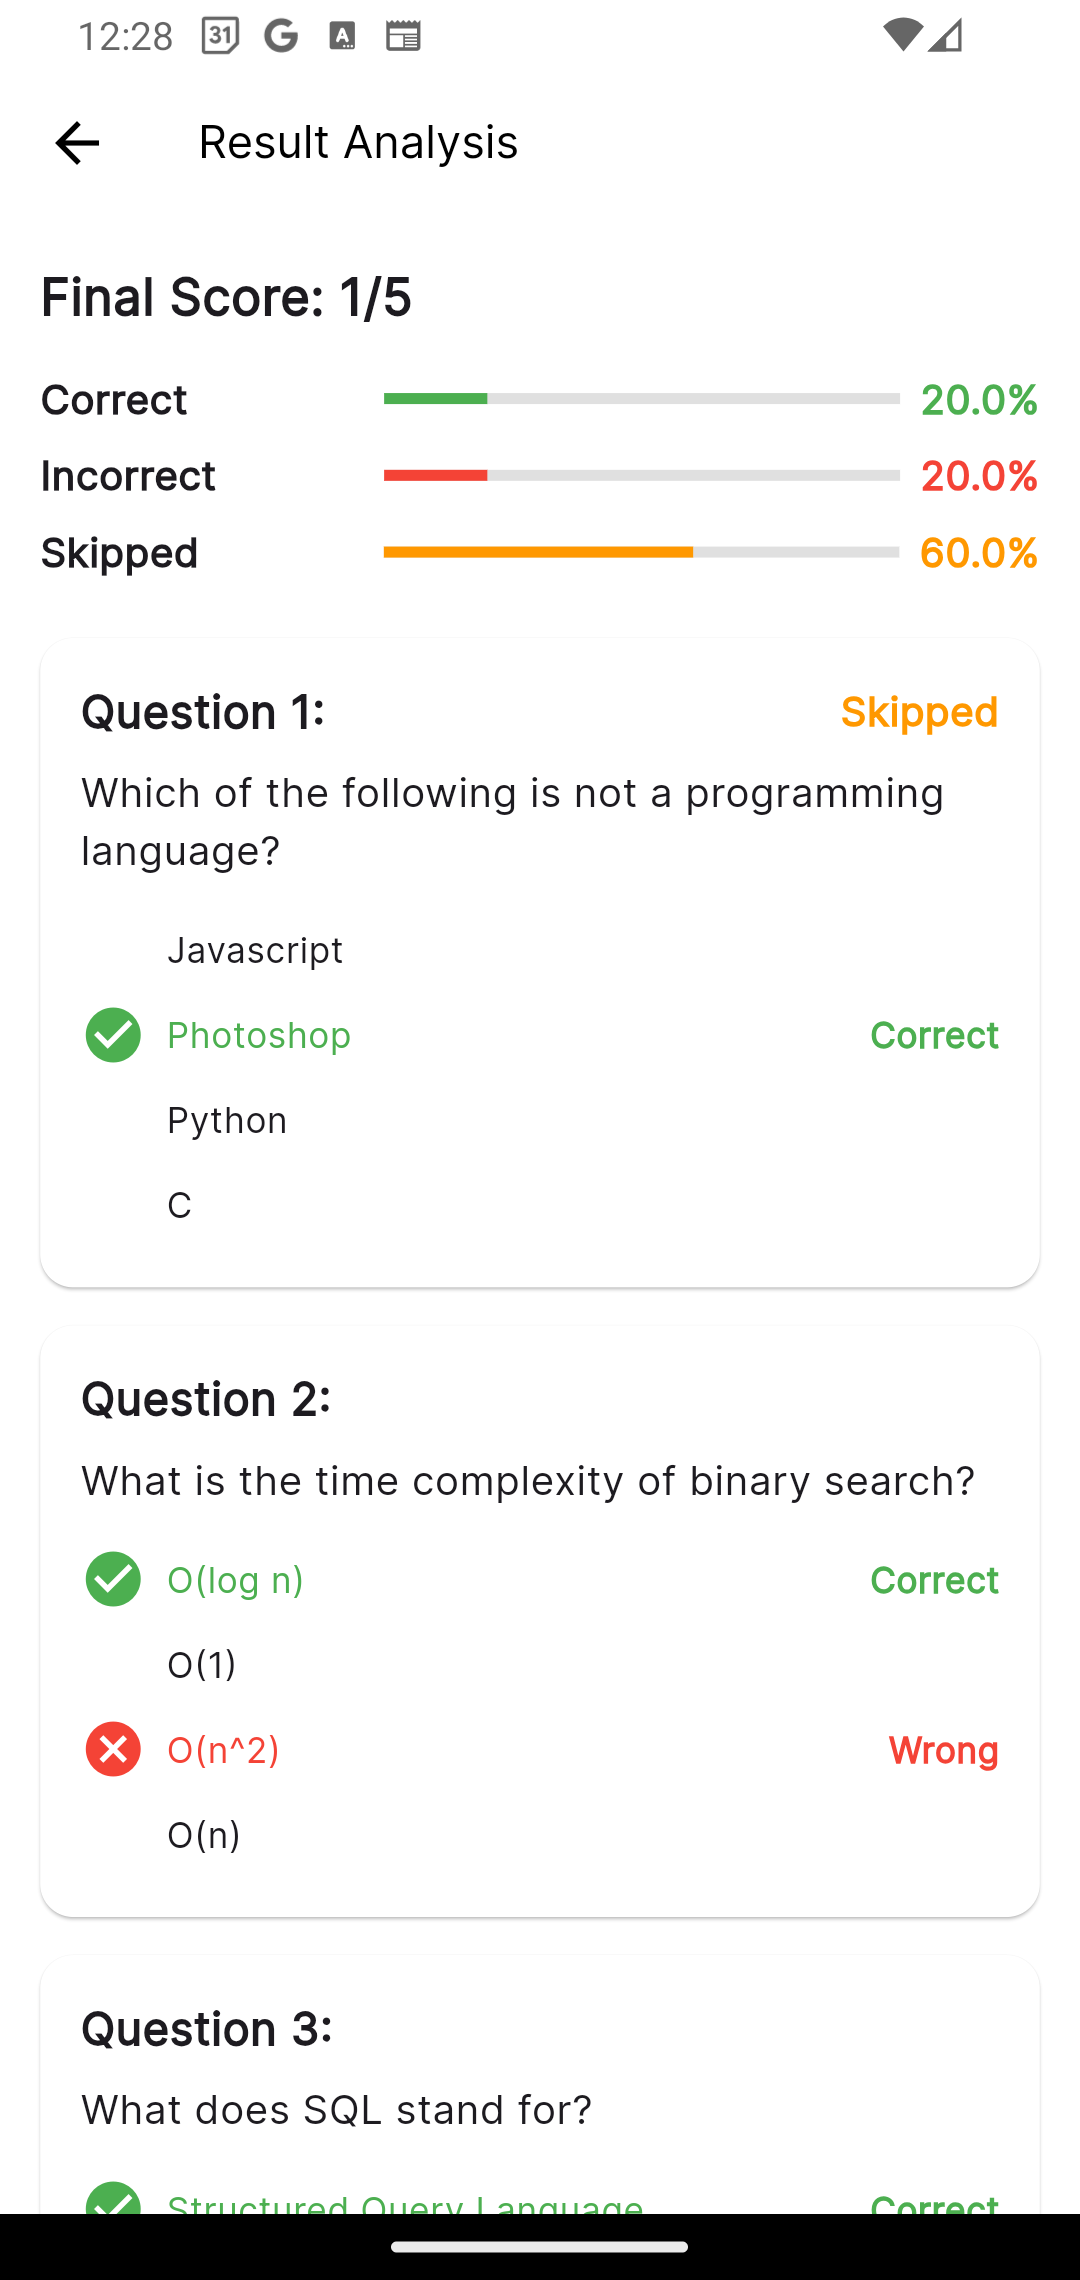 12:28 31 G A
Result Analysis
Final Score: 1/5
Correct 20.0%
Incorrect 20.0%
Skipped 60.0%
Question 1: Skipped
Which of the following is not a programming
language?
Javascript
Photoshop Correct
Python
C
Question 2:
What is the time complexity of binary search?
O(log n) Correct
O(1)
O(n^2) Wrong
O(n)
Question 3:
What does SQL stand for?
Structured Query Language Correct